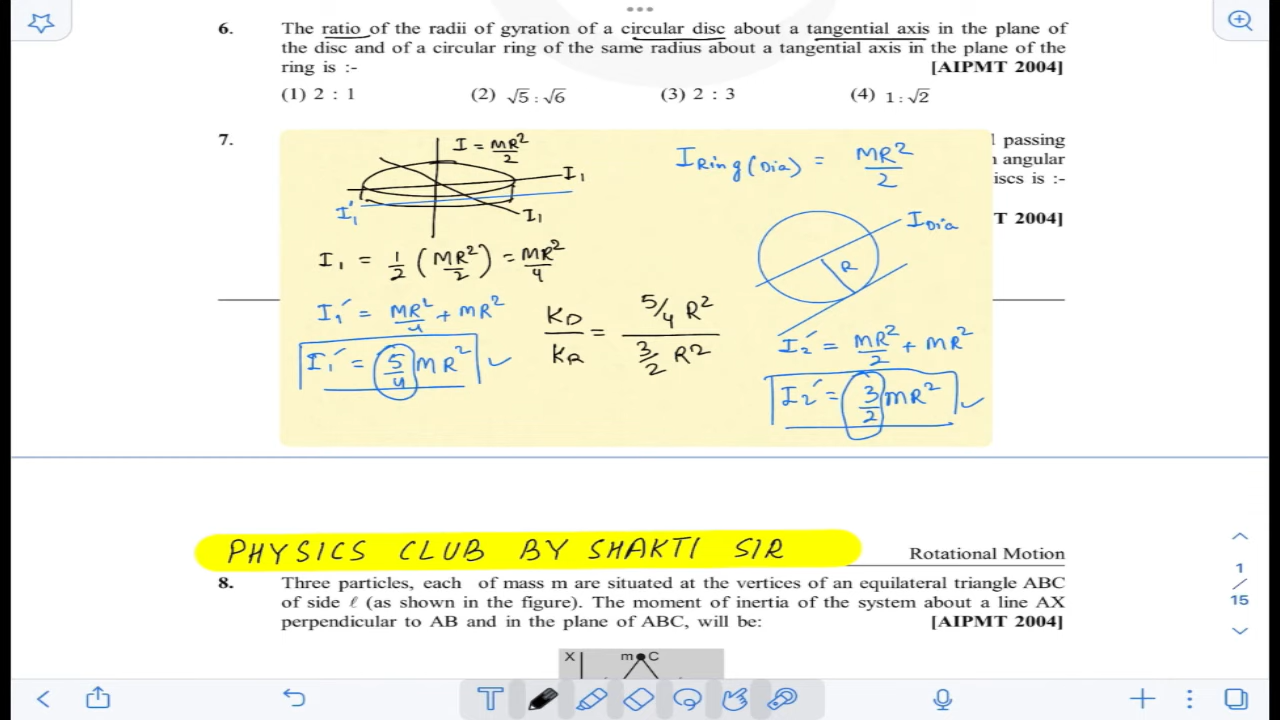 6. The ratio of the radii of gyration of a circular disc about a tangential axis in the plane of
the disc and of a circular ring of the same radius about a tangential axis in the plane of the
ring is :- [AIPMT 2004]
(1) 2 : 1 (2) √5 : √6 (3) 2 : 3 (4) 1 : √2
7. passing
angular
iscs is :-
T 2004]
I = MR²/2
I₁
I₁'
I₁
I₁ = 1/2 (MR²/2) = MR²/4
I₁' = MR²/4 + MR²
I₁' = 5/4 MR²
K_D/K_R = 5/4 R² / 3/2 R²
I Ring (Dia) = MR²/2
I Dia
R
I₂' = MR²/2 + MR²
I₂' = 3/2 MR²
PHYSICS CLUB BY SHAKTI SIR
Rotational Motion
8. Three particles, each of mass m are situated at the vertices of an equilateral triangle ABC
of side ℓ (as shown in the figure). The moment of inertia of the system about a line AX
perpendicular to AB and in the plane of ABC, will be: [AIPMT 2004]
X m C
1
/
15
T